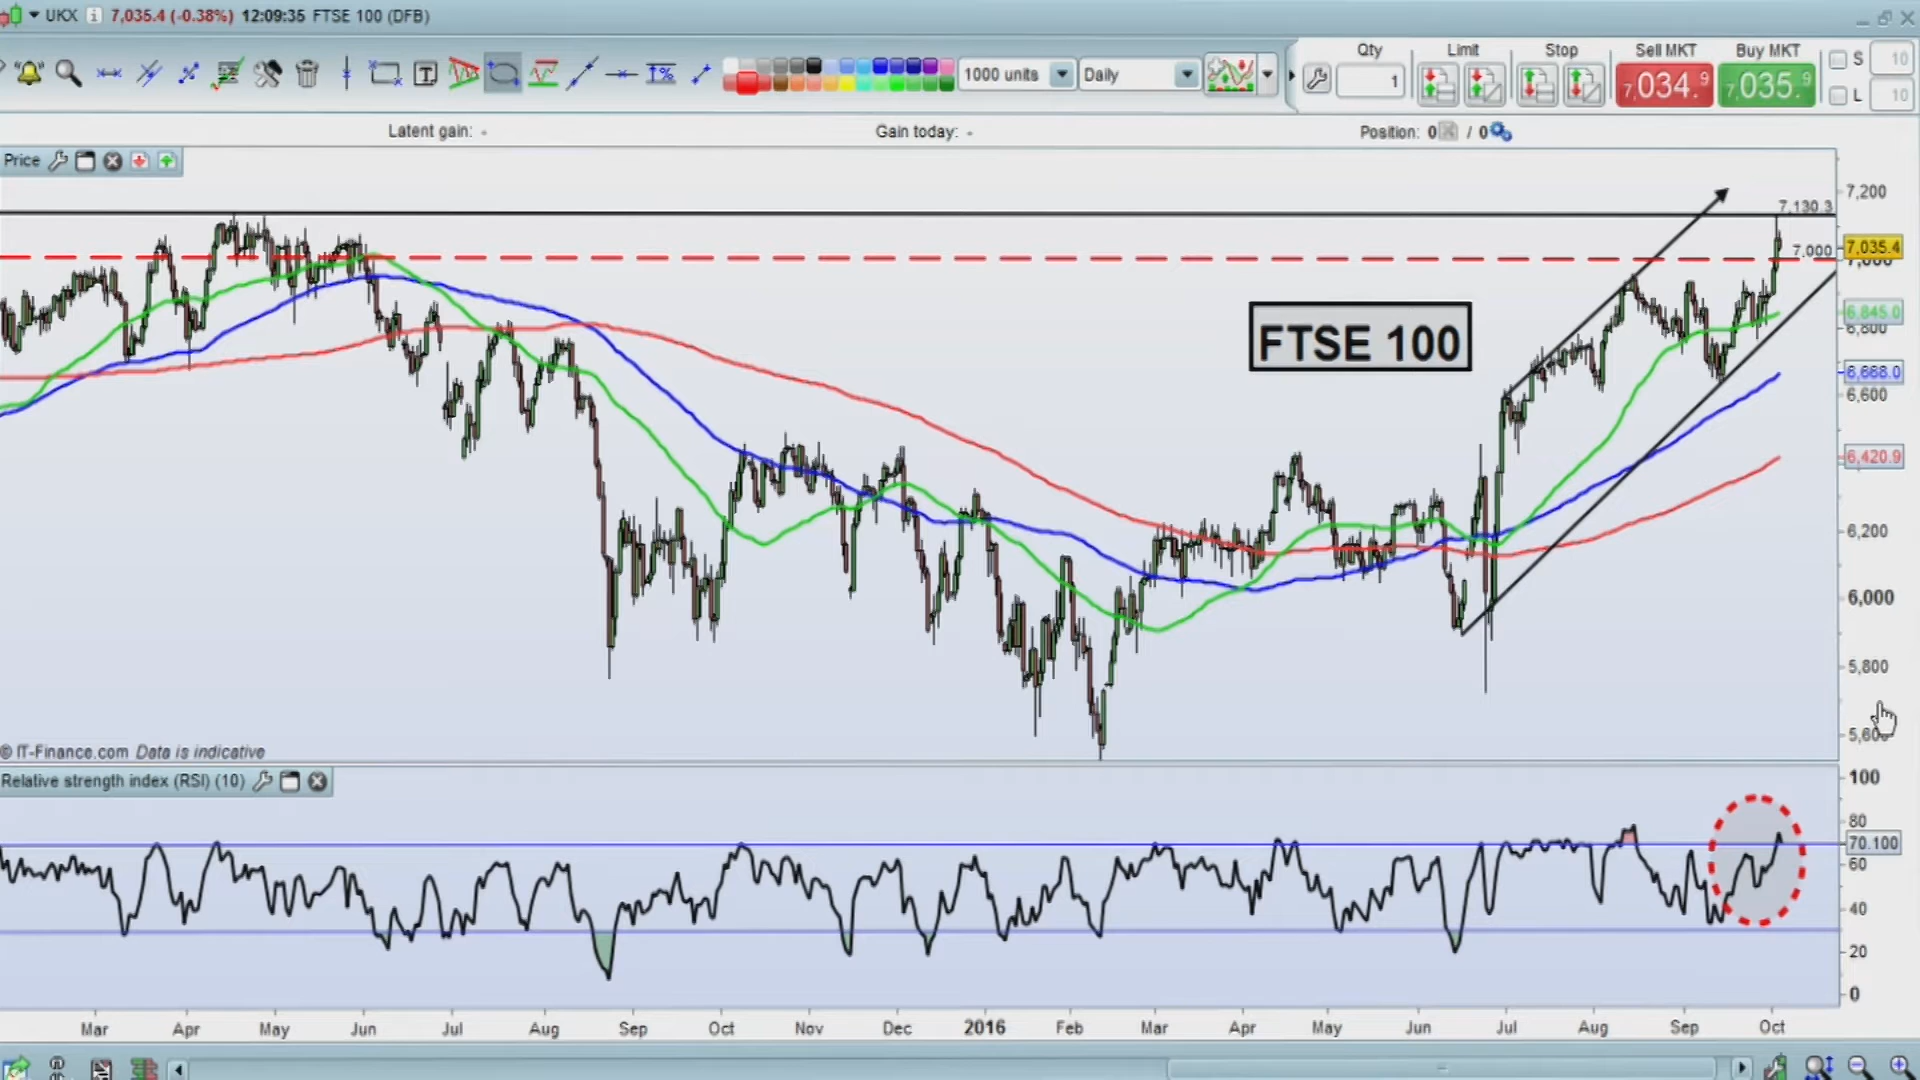 UKX 7,035.4 (-0.38%) 12:09:35 FTSE 100 (DFB)
1000 units Daily
Qty Limit Stop Sell MKT Buy MKT
1 7,034.9 7,035.9
S 10
L 10
Latent gain: - Gain today: - Position: 0 / 0
Price
7,200
7,130.3
7,035.4
7,000
7,000
6,845.0
6,800
6,668.0
6,600
6,420.9
6,200
6,000
5,800
FTSE 100
© IT-Finance.com Data is indicative
Relative strength index (RSI) (10)
100
80
70.100
60
40
20
0
Mar Apr May Jun Jul Aug Sep Oct Nov Dec 2016 Feb Mar Apr May Jun Jul Aug Sep Oct